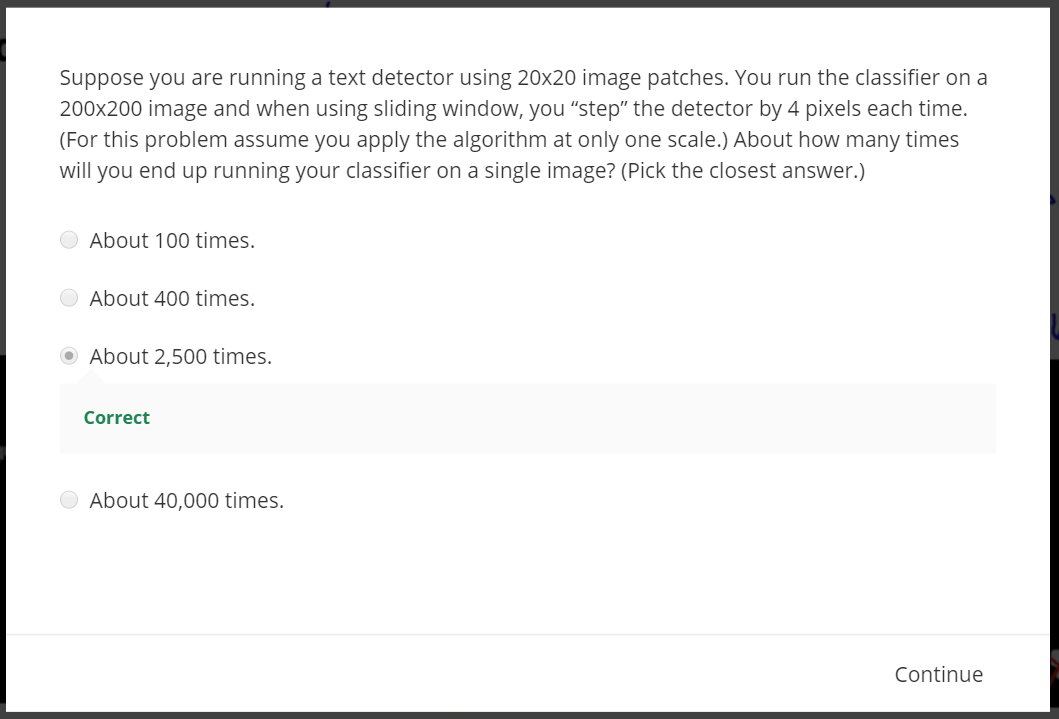 Suppose you are running a text detector using 20x20 image patches. You run the classifier on a
200x200 image and when using sliding window, you “step” the detector by 4 pixels each time.
(For this problem assume you apply the algorithm at only one scale.) About how many times
will you end up running your classifier on a single image? (Pick the closest answer.)
About 100 times.
About 400 times.
About 2,500 times.
Correct
About 40,000 times.
Continue